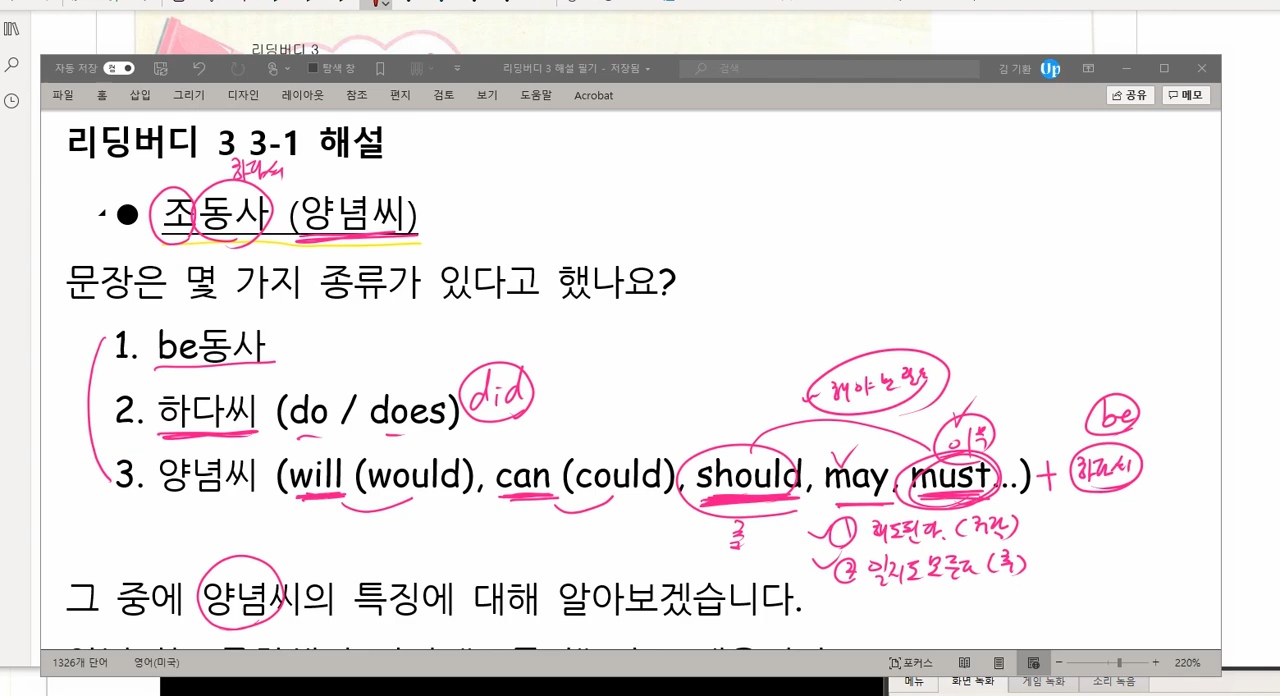 리딩버디 3
자동 저장 켬 탐색 창 리딩버디 3 해설 필기 - 저장됨 검색 김 기환 Up
파일 홈 삽입 그리기 디자인 레이아웃 참조 편지 검토 보기 도움말 Acrobat 공유 메모
리딩버디 3 3-1 해설
하다씨
● 조동사 (양념씨)
문장은 몇 가지 종류가 있다고 했나요?
1. be동사
2. 하다씨 (do / does) did
해야
의무
be
3. 양념씨 (will (would), can (could), should, may, must...) + 하다씨
① 해도된다. (허락)
② 일지도 모른다
그 중에 양념씨의 특징에 대해 알아보겠습니다.
1326개 단어 영어(미국) 포커스 220%
메뉴 화면 녹화 게임 녹화 소리 녹음